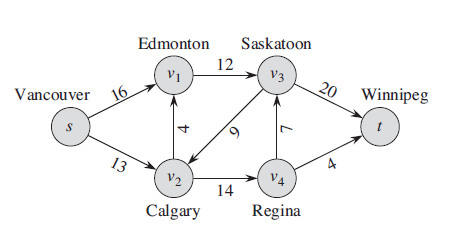 Edmonton Saskatoon
v1 12 v3
Vancouver 16 20 Winnipeg
s 4 9 7 t
13 4
v2 14 v4
Calgary Regina